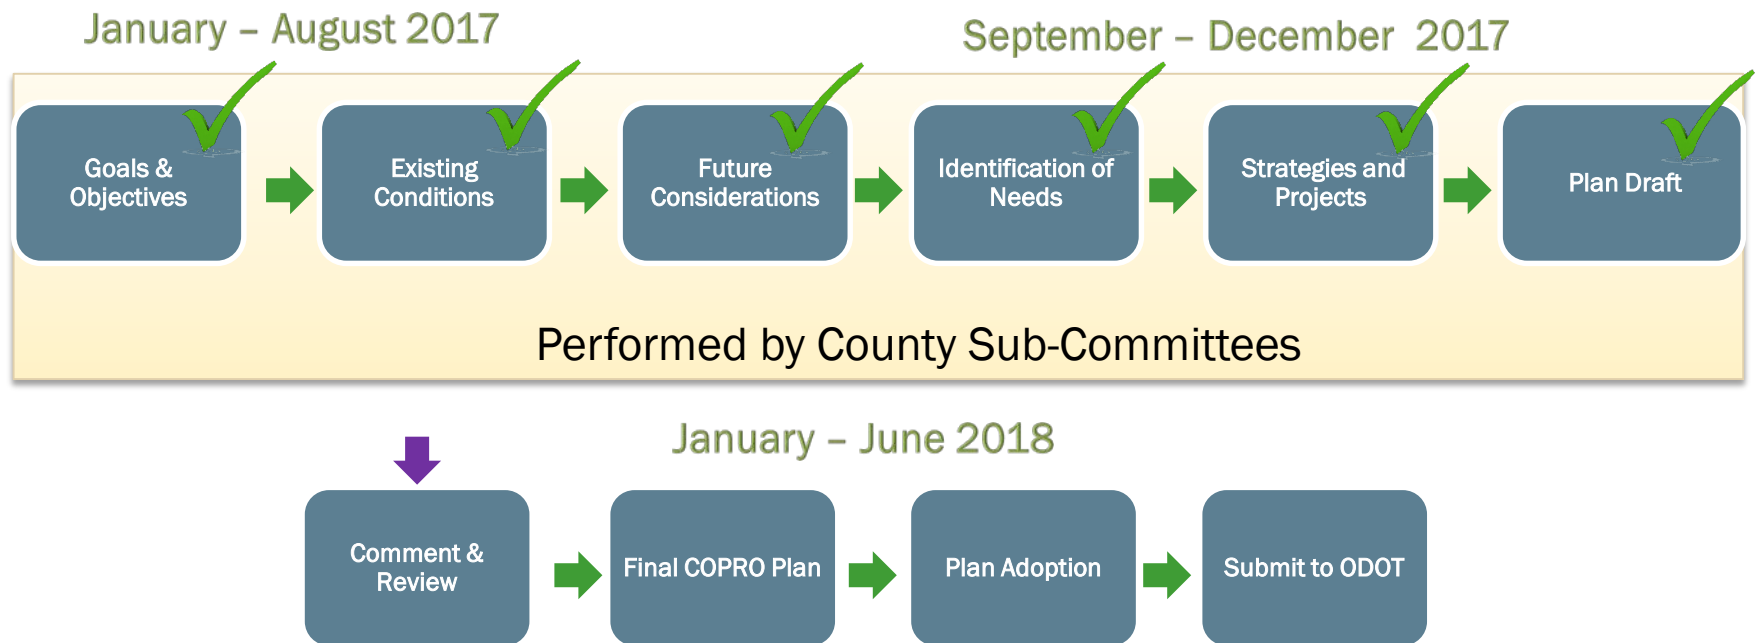 January – August 2017
September – December 2017
Goals &
Objectives
Existing
Conditions
Future
Considerations
Identification of
Needs
Strategies and
Projects
Plan Draft
Performed by County Sub-Committees
January – June 2018
Comment &
Review
Final COPRO Plan
Plan Adoption
Submit to ODOT